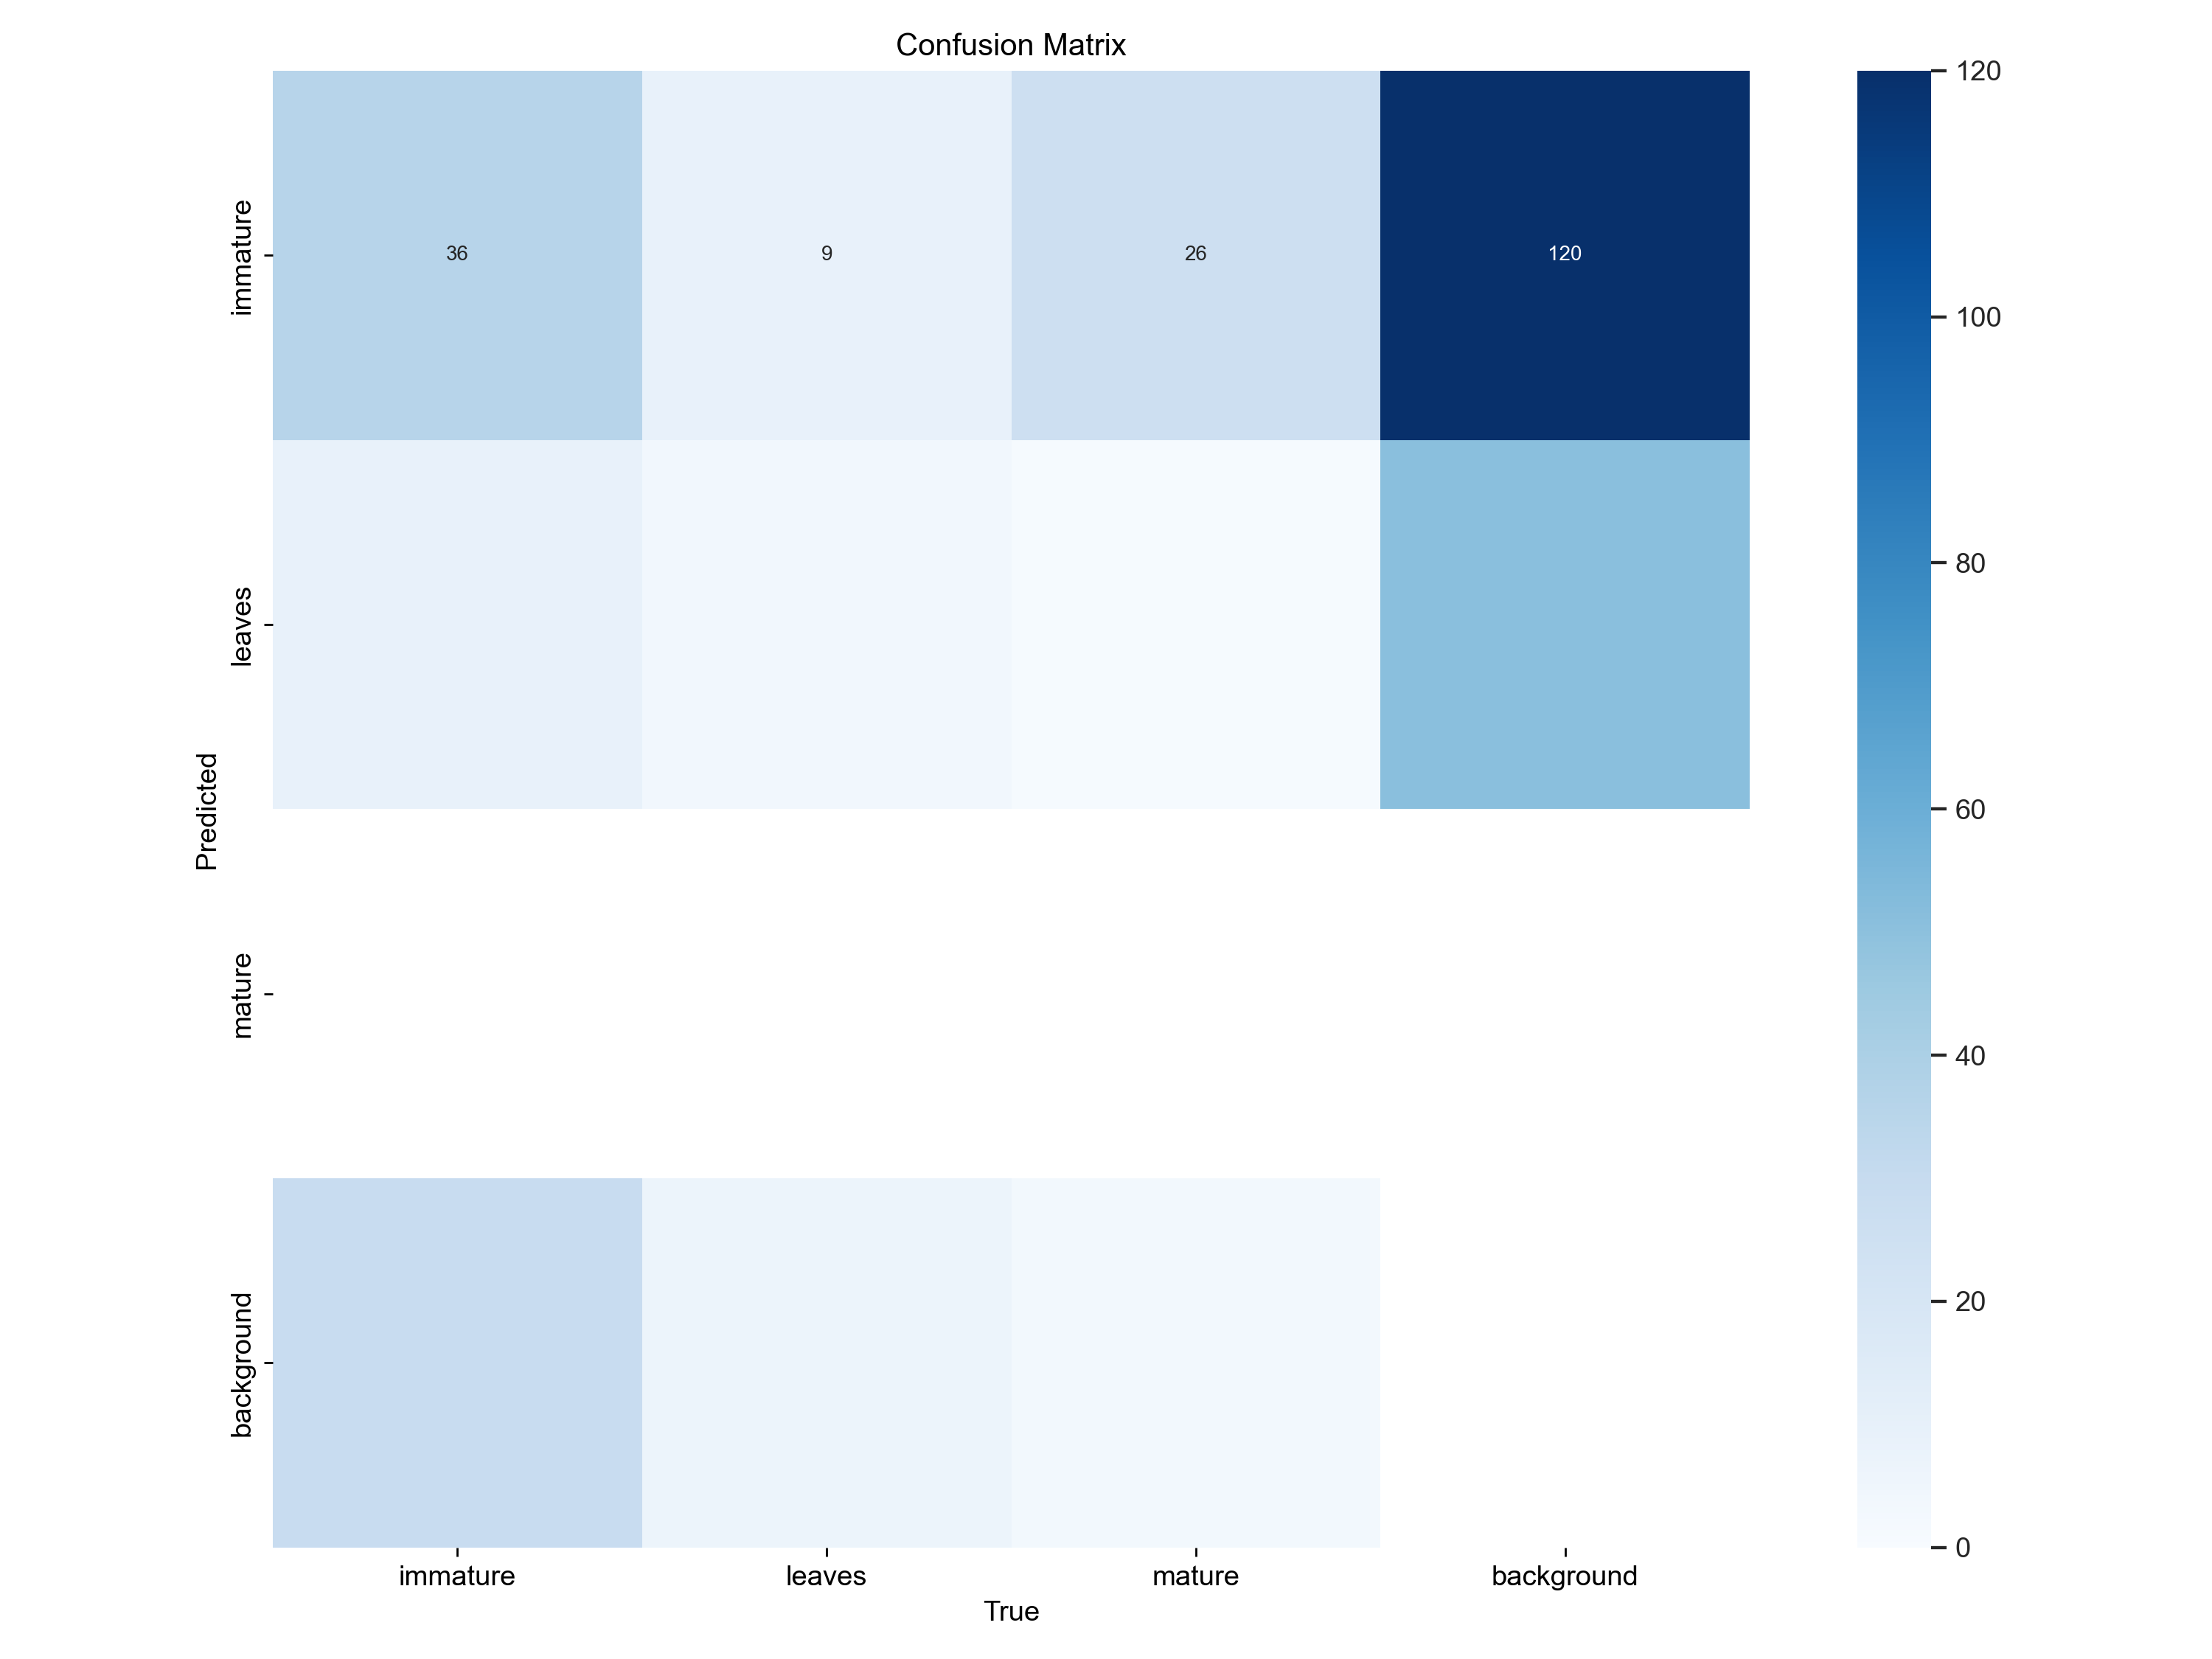 Confusion Matrix
immature
36
9
26
120
leaves
mature
background
Predicted
immature
leaves
mature
background
True
120
100
80
60
40
20
0